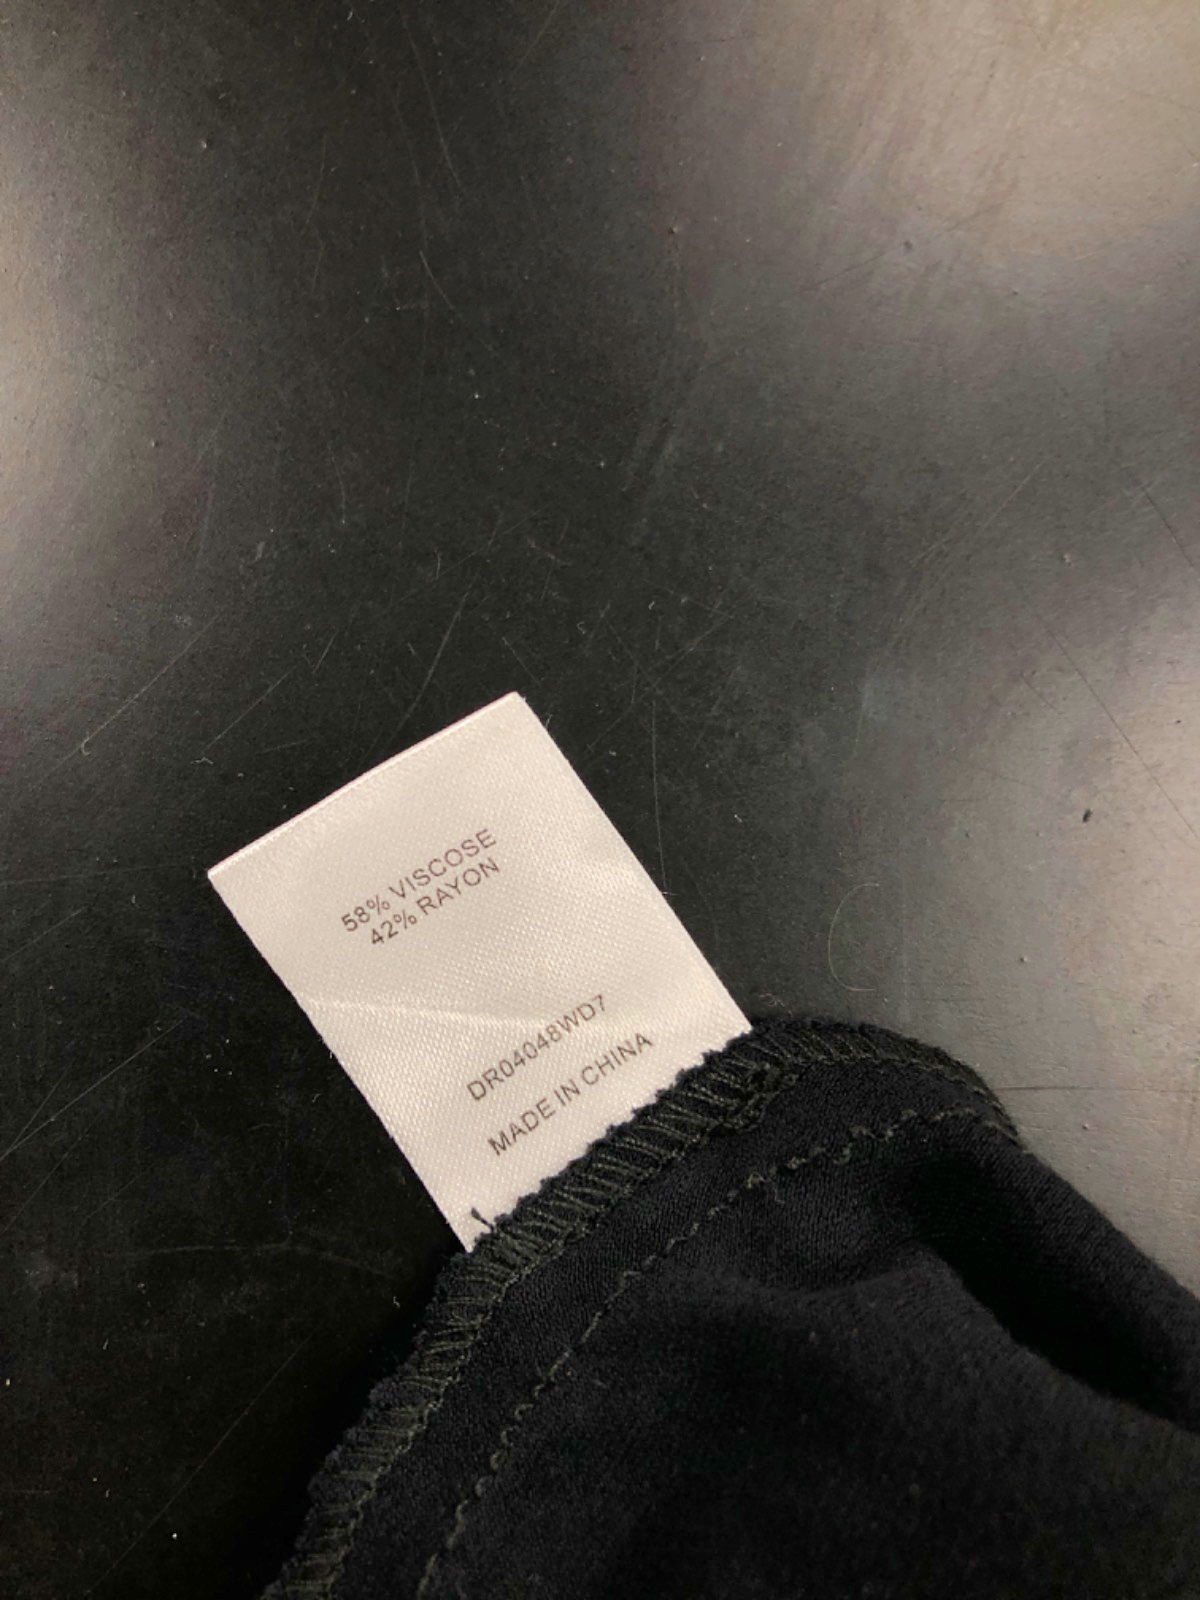 58% VISCOSE
42% RAYON
DR04048WD7
MADE IN CHINA